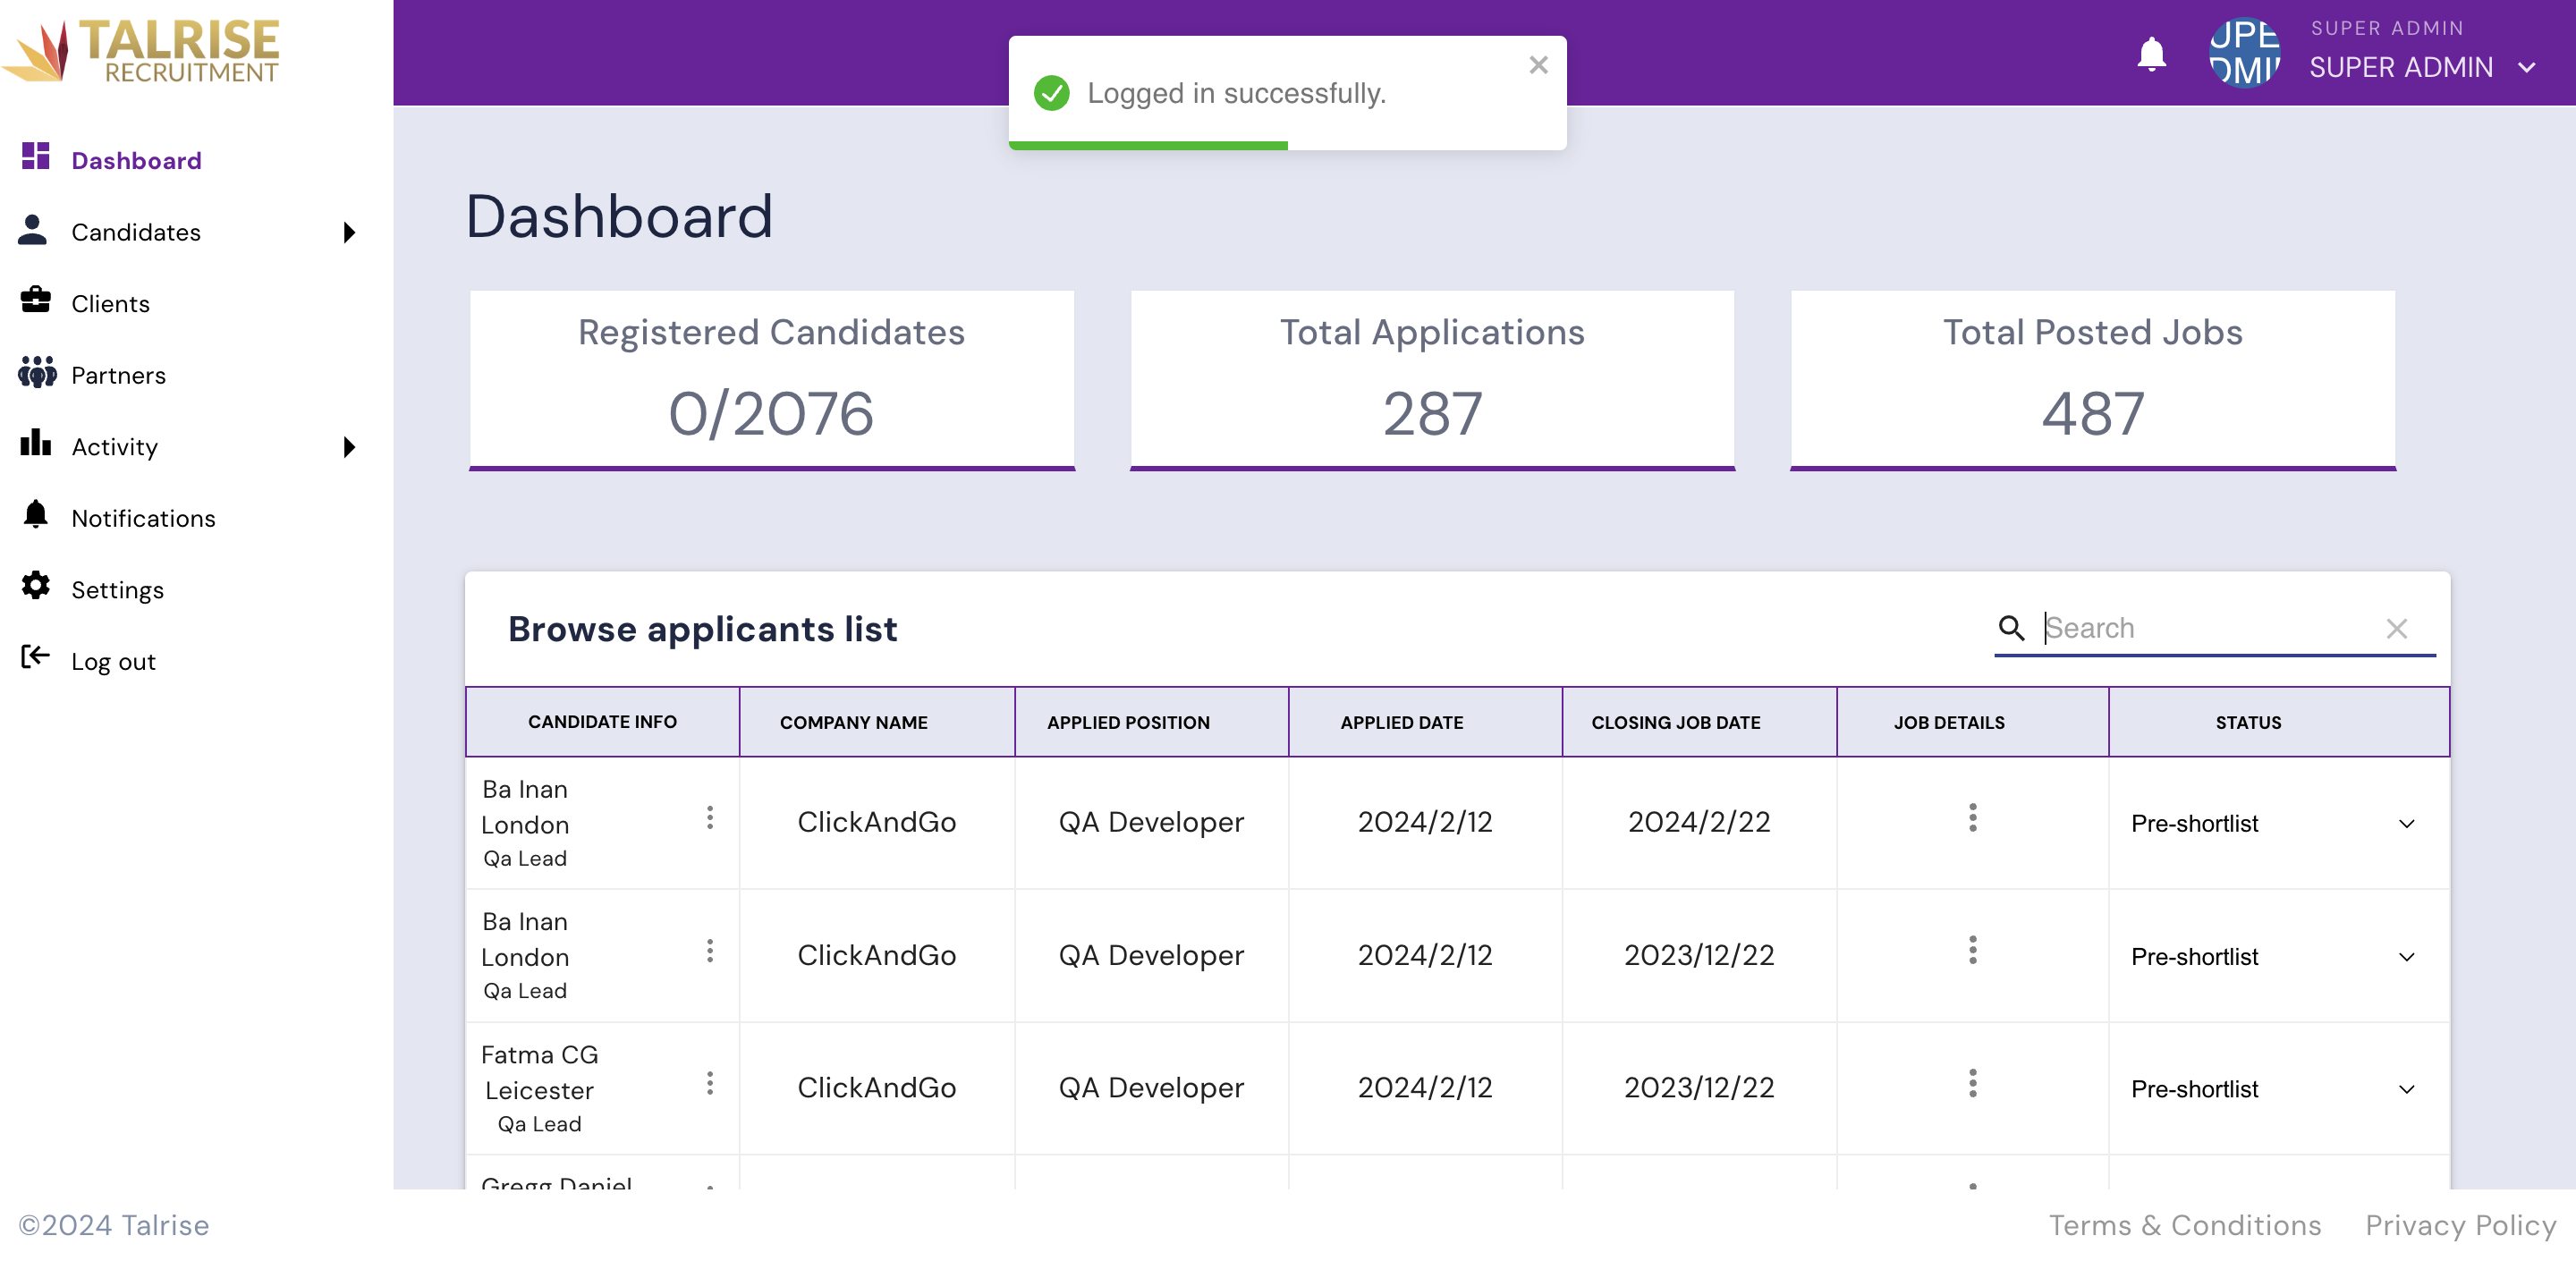 TALRISE
RECRUITMENT
SUPER ADMIN
SUPER ADMIN
Logged in successfully.
Dashboard
Candidates
Clients
Partners
Activity
Notifications
Settings
Log out
Dashboard
Registered Candidates
0/2076
Total Applications
287
Total Posted Jobs
487
Browse applicants list
Search
CANDIDATE INFO COMPANY NAME APPLIED POSITION APPLIED DATE CLOSING JOB DATE JOB DETAILS STATUS
Ba Inan
London
Qa Lead
ClickAndGo QA Developer 2024/2/12 2024/2/22 Pre-shortlist
Ba Inan
London
Qa Lead
ClickAndGo QA Developer 2024/2/12 2023/12/22 Pre-shortlist
Fatma CG
Leicester
Qa Lead
ClickAndGo QA Developer 2024/2/12 2023/12/22 Pre-shortlist
Gregg Daniel
©2024 Talrise
Terms & Conditions Privacy Policy